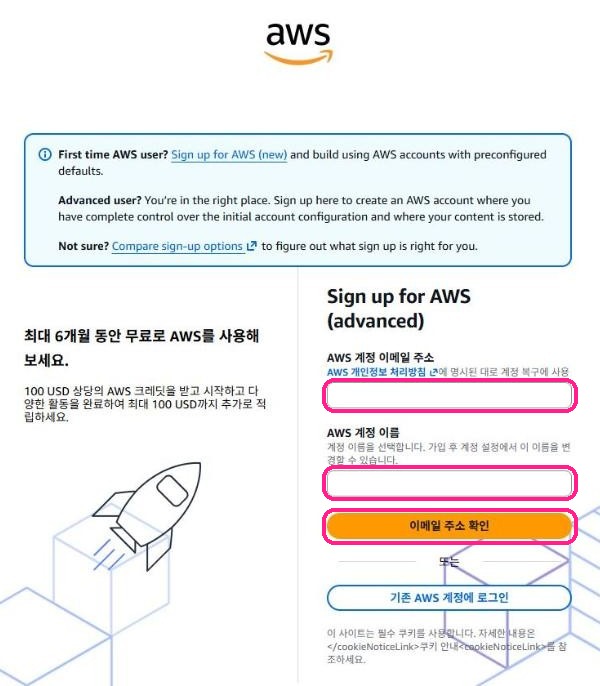 aws
First time AWS user? Sign up for AWS (new) and build using AWS accounts with preconfigured
defaults.
Advanced user? You're in the right place. Sign up here to create an AWS account where you
have complete control over the initial account configuration and where your content is stored.
Not sure? Compare sign-up options to figure out what sign up is right for you.
최대 6개월 동안 무료로 AWS를 사용해
보세요.
100 USD 상당의 AWS 크레딧을 받고 시작하고 다
양한 활동을 완료하여 최대 100 USD까지 추가로 적
립하세요.
Sign up for AWS
(advanced)
AWS 계정 이메일 주소
AWS 개인정보 처리방침 에 명시된 대로 계정 복구에 사용
AWS 계정 이름
계정 이름을 선택합니다. 가입 후 계정 설정에서 이 이름을 변
경할 수 있습니다.
이메일 주소 확인
또는
기존 AWS 계정에 로그인
이 사이트는 필수 쿠키를 사용합니다. 자세한 내용은
</cookieNoticeLink>쿠키 안내<cookieNoticeLink>를 참
조하세요.